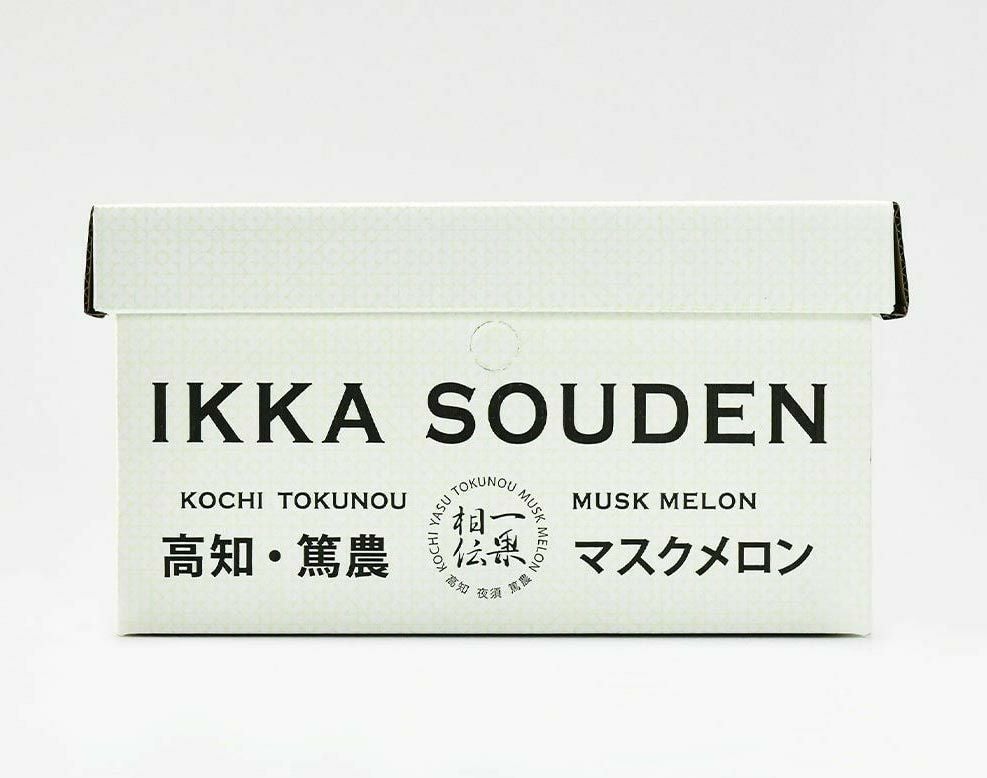 IKKA SOUDEN
KOCHI TOKUNOU
高知・篤農
KOCHI YASU TOKUNOU MUSK MELON
一果
相伝
高知 夜須 篤農
MUSK MELON
マスクメロン